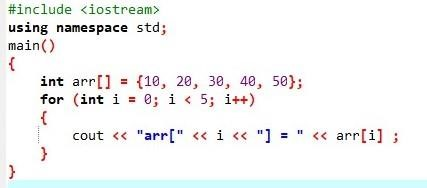 #include <iostream>
using namespace std;
main()
{
    int arr[] = {10, 20, 30, 40, 50};
    for (int i = 0; i < 5; i++)
    {
        cout << "arr[" << i << "] = " << arr[i] ;
    }
}